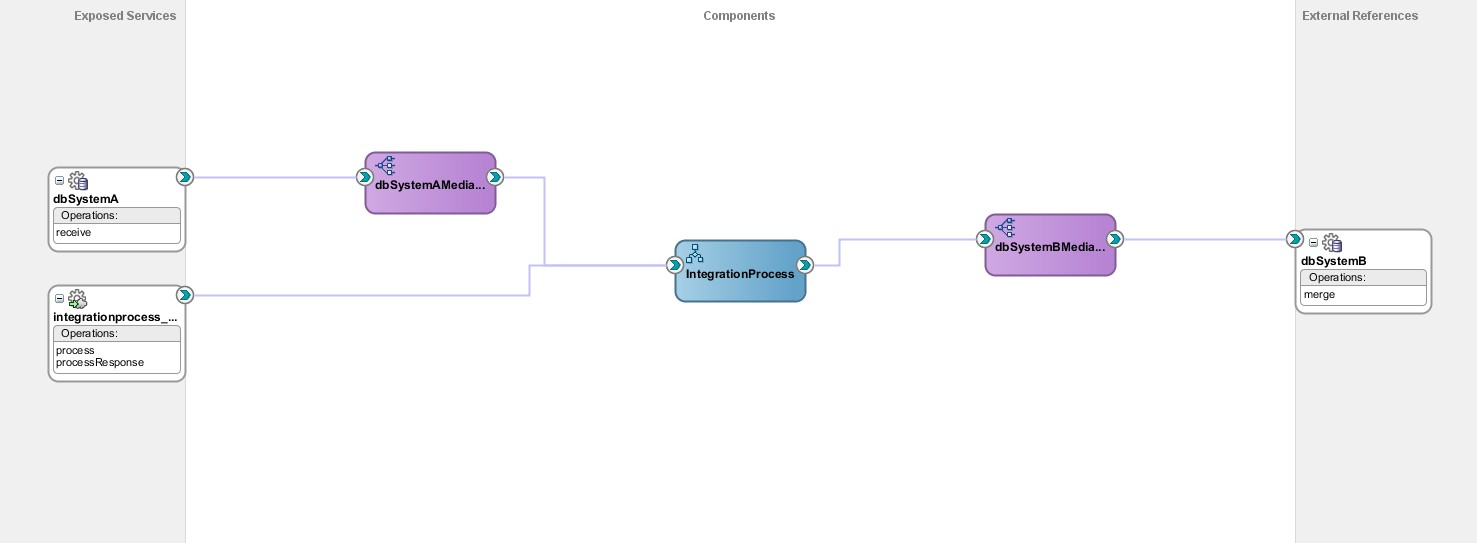 Exposed Services
Components
External References
dbSystemA
Operations:
receive
integrationprocess_...
Operations:
process
processResponse
dbSystemAMedia...
IntegrationProcess
dbSystemBMedia...
dbSystemB
Operations:
merge